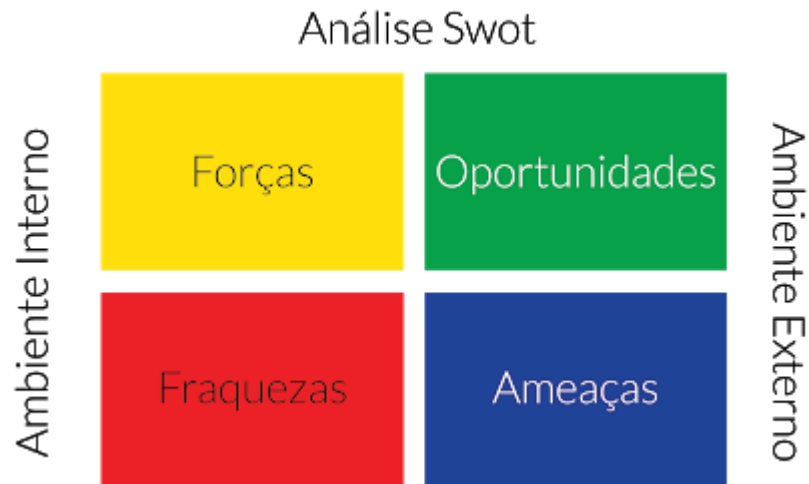 Análise Swot
Ambiente Interno
Forças
Oportunidades
Fraquezas
Ameaças
Ambiente Externo